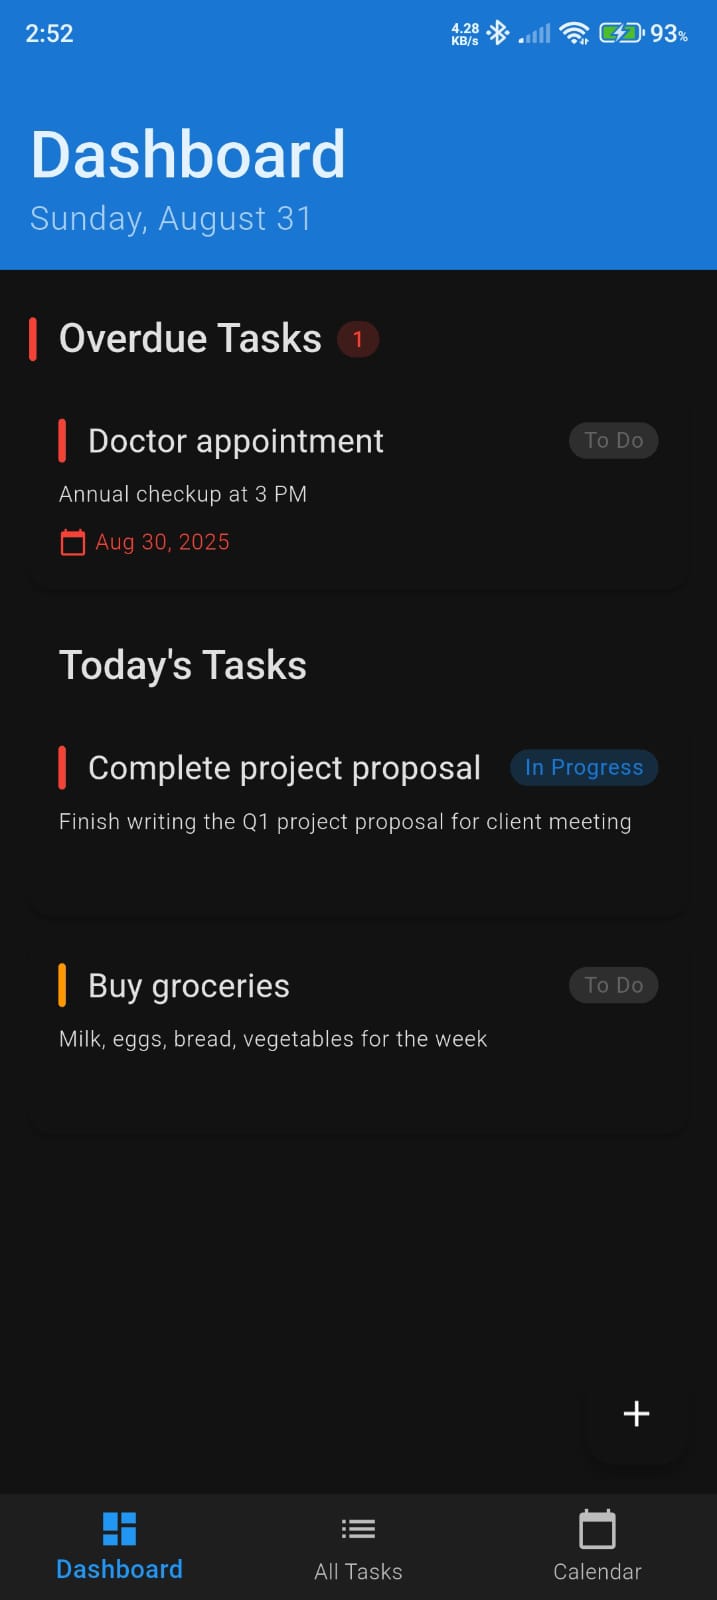 2:52
4.28
KB/s
93%
Dashboard
Sunday, August 31
Overdue Tasks 1
Doctor appointment To Do
Annual checkup at 3 PM
Aug 30, 2025
Today's Tasks
Complete project proposal In Progress
Finish writing the Q1 project proposal for client meeting
Buy groceries To Do
Milk, eggs, bread, vegetables for the week
+
Dashboard All Tasks Calendar